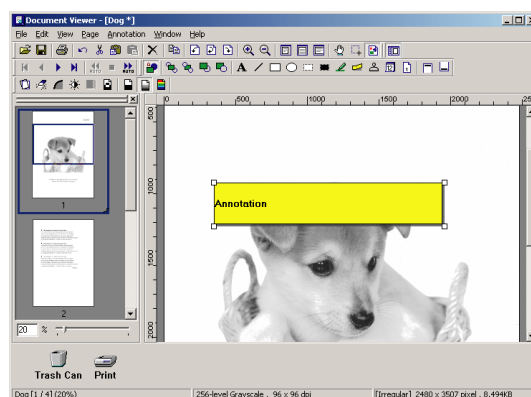 Document Viewer - [Dog *]
File Edit View Page Annotation Window Help
0 500 1000 1500 2000 25
500
1000
1500
2000
Annotation
1
2
20 %
Trash Can Print
Dog [1 / 4] (20%) 256-level Grayscale , 96 x 96 dpi [Irregular] 2480 x 3507 pixel , 8,494KB